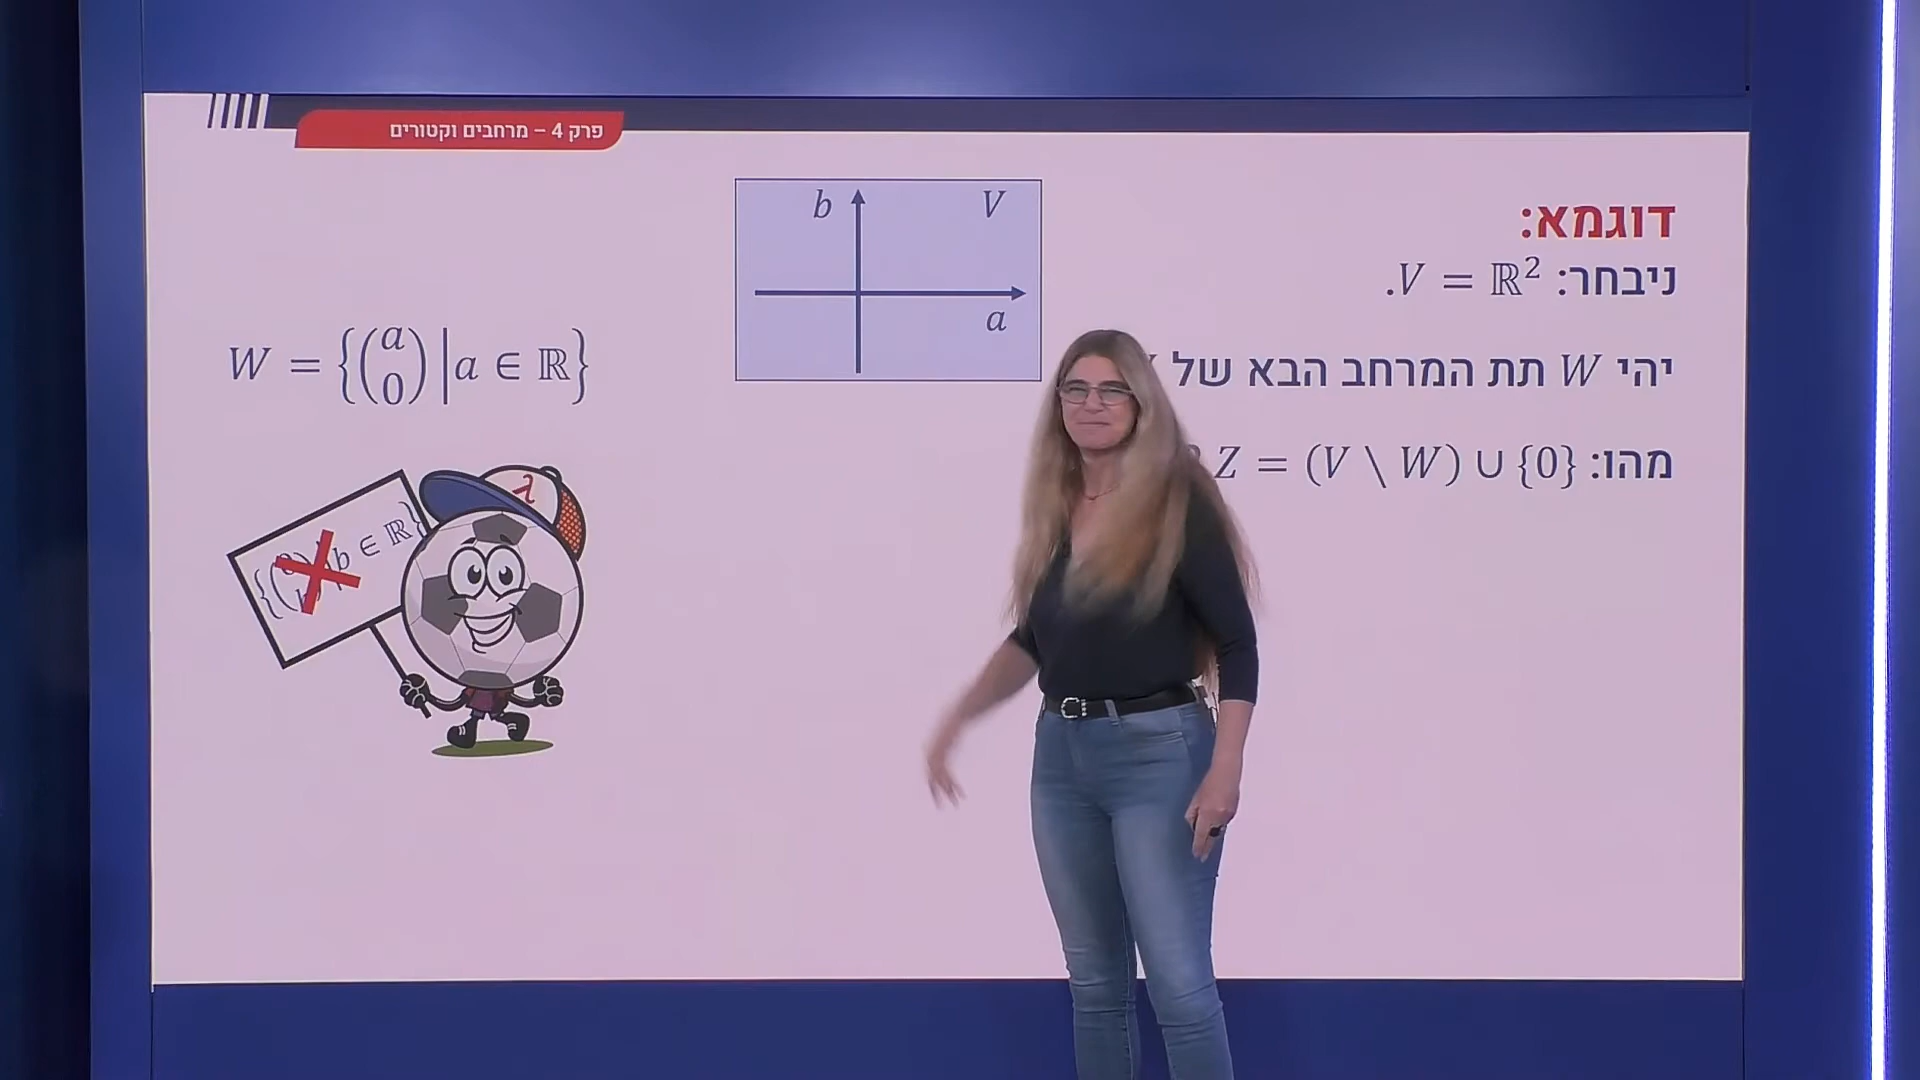 פרק 4 – מרחבים וקטורים
דוגמא:
ניבחר: V = ℝ².
יהי W תת המרחב הבא של
W = {(a 0) | a ∈ ℝ}
מהו: Z = (V \ W) ∪ {0}
b
V
a
b ∈ ℝ}
λ